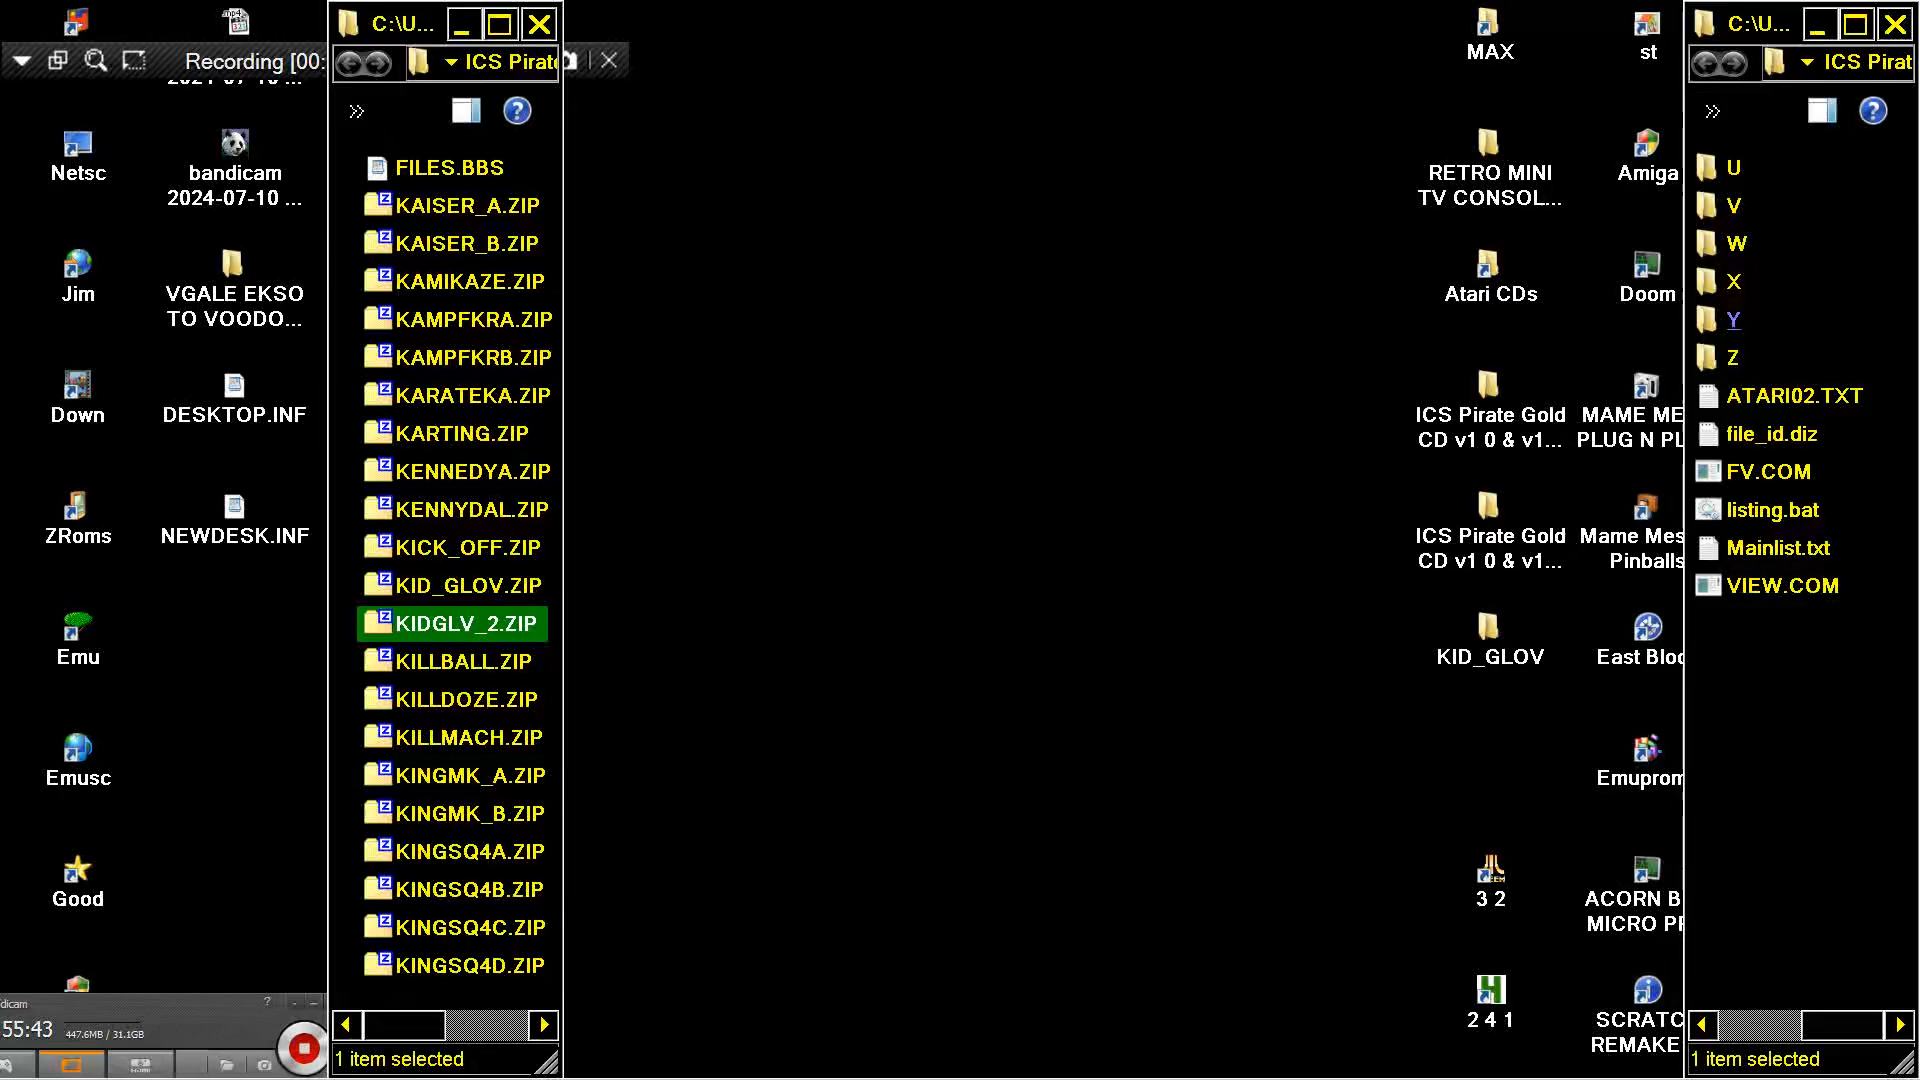 Recording [00:
2021-07-10 ...
Netsc
bandicam
2024-07-10 ...
Jim
VGALE EKSO
TO VOODO...
Down
DESKTOP.INF
ZRoms
NEWDESK.INF
Emu
Emusc
Good
dicam
?
55:43
447.6MB / 31.1GB
C:\U...
ICS Pirate
FILES.BBS
KAISER_A.ZIP
KAISER_B.ZIP
KAMIKAZE.ZIP
KAMPFKRA.ZIP
KAMPFKRB.ZIP
KARATEKA.ZIP
KARTING.ZIP
KENNEDYA.ZIP
KENNYDAL.ZIP
KICK_OFF.ZIP
KID_GLOV.ZIP
KIDGLV_2.ZIP
KILLBALL.ZIP
KILLDOZE.ZIP
KILLMACH.ZIP
KINGMK_A.ZIP
KINGMK_B.ZIP
KINGSQ4A.ZIP
KINGSQ4B.ZIP
KINGSQ4C.ZIP
KINGSQ4D.ZIP
1 item selected
MAX
st
RETRO MINI
TV CONSOL...
Amiga
Atari CDs
Doom
ICS Pirate Gold
CD v1 0 & v1...
MAME ME
PLUG N PL
ICS Pirate Gold
CD v1 0 & v1...
Mame Mes
Pinballs
KID_GLOV
East Bloc
Emuprom
3 2
ACORN B
MICRO PR
2 4 1
SCRATC
REMAKE
C:\U...
ICS Pirat
U
V
W
X
Y
Z
ATARI02.TXT
file_id.diz
FV.COM
listing.bat
Mainlist.txt
VIEW.COM
1 item selected